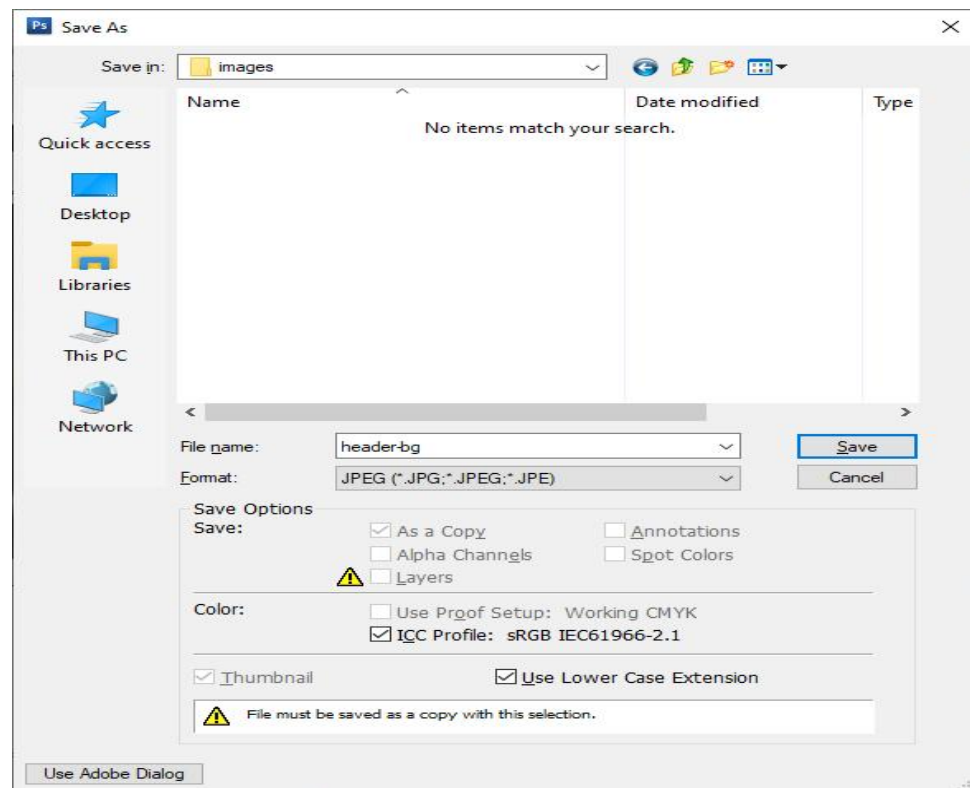 Ps Save As
Save in: images
Name Date modified Type
No items match your search.
Quick access
Desktop
Libraries
This PC
Network
File name: header-bg Save
Format: JPEG (*.JPG;*.JPEG;*.JPE) Cancel
Save Options
Save: As a Copy Annotations
Alpha Channels Spot Colors
Layers
Color: Use Proof Setup: Working CMYK
ICC Profile: sRGB IEC61966-2.1
Thumbnail Use Lower Case Extension
File must be saved as a copy with this selection.
Use Adobe Dialog